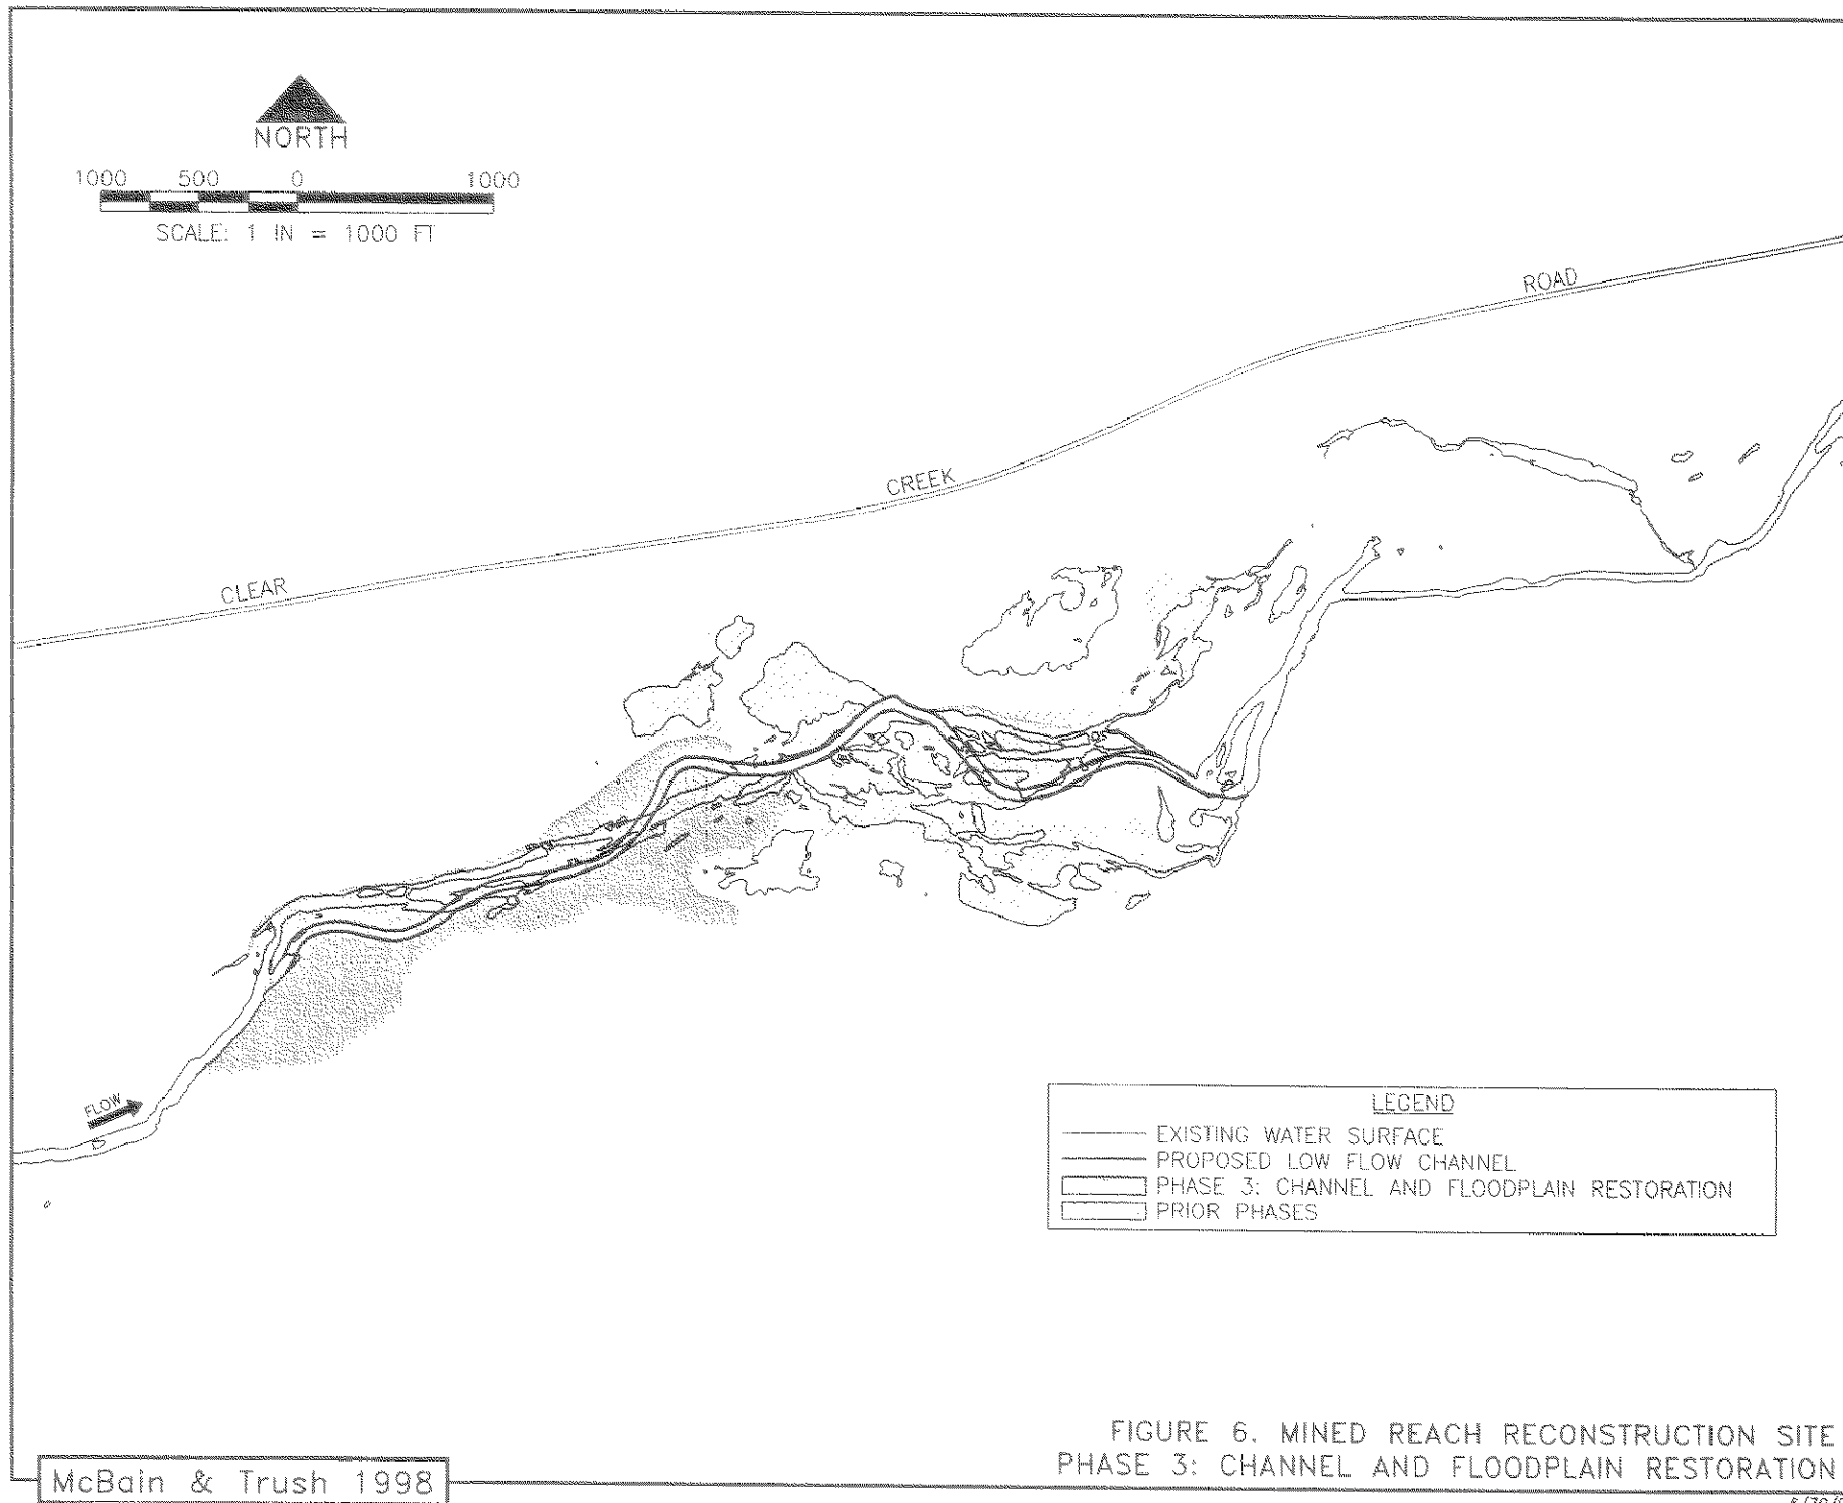 NORTH
1000 500 0 1000
SCALE: 1 IN = 1000 FT
ROAD
CREEK
CLEAR
FLOW
LEGEND
EXISTING WATER SURFACE
PROPOSED LOW FLOW CHANNEL
PHASE 3: CHANNEL AND FLOODPLAIN RESTORATION
PRIOR PHASES
FIGURE 6. MINED REACH RECONSTRUCTION SITE
PHASE 3: CHANNEL AND FLOODPLAIN RESTORATION
McBain & Trush 1998